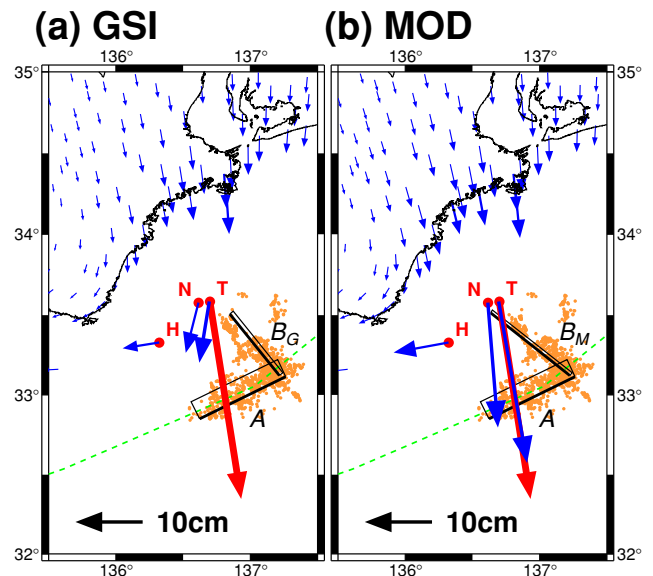 (a) GSI (b) MOD
136° 137° 136° 137°
35° 35°
34° 34°
N T N T
H H
B_G B_M
33° 33°
A A
10cm 10cm
32° 32°
136° 137° 136° 137°